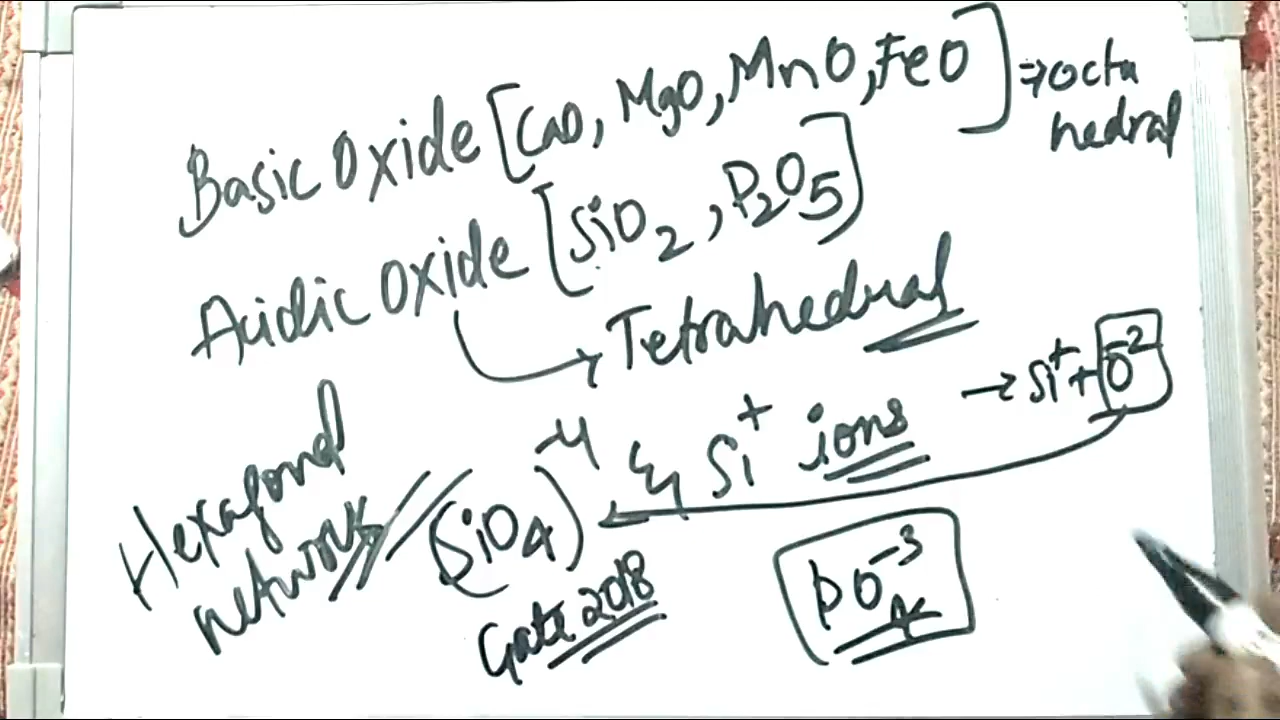 Basic Oxide [CaO, MgO, MnO, FeO] ⇒ octa
hedral
Acidic Oxide [SiO2, P2O5]
→ Tetrahedral
→ Si+ + O-2
Hexagonal network (SiO4)-4 & Si+ ions
Gate 2018
PO4-3